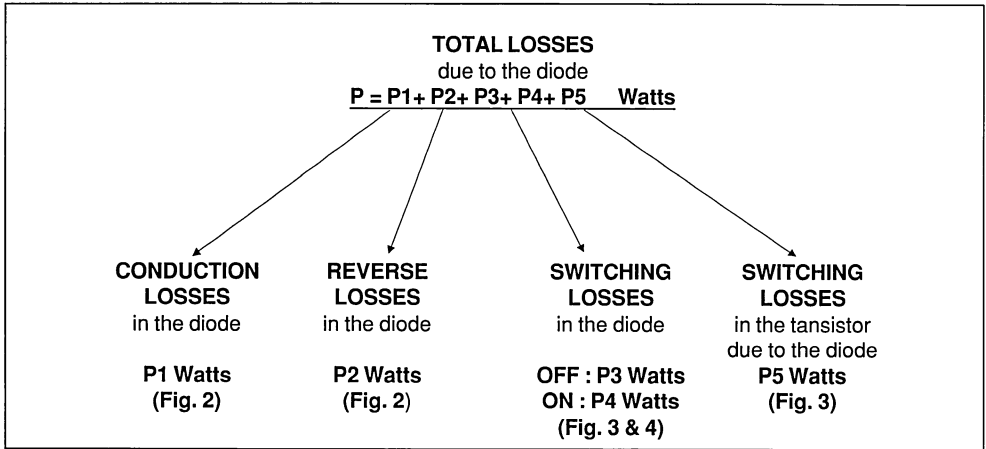 TOTAL LOSSES
due to the diode
P = P1+ P2+ P3+ P4+ P5 Watts
CONDUCTION
LOSSES
in the diode
P1 Watts
(Fig. 2)
REVERSE
LOSSES
in the diode
P2 Watts
(Fig. 2)
SWITCHING
LOSSES
in the diode
OFF : P3 Watts
ON : P4 Watts
(Fig. 3 & 4)
SWITCHING
LOSSES
in the tansistor
due to the diode
P5 Watts
(Fig. 3)